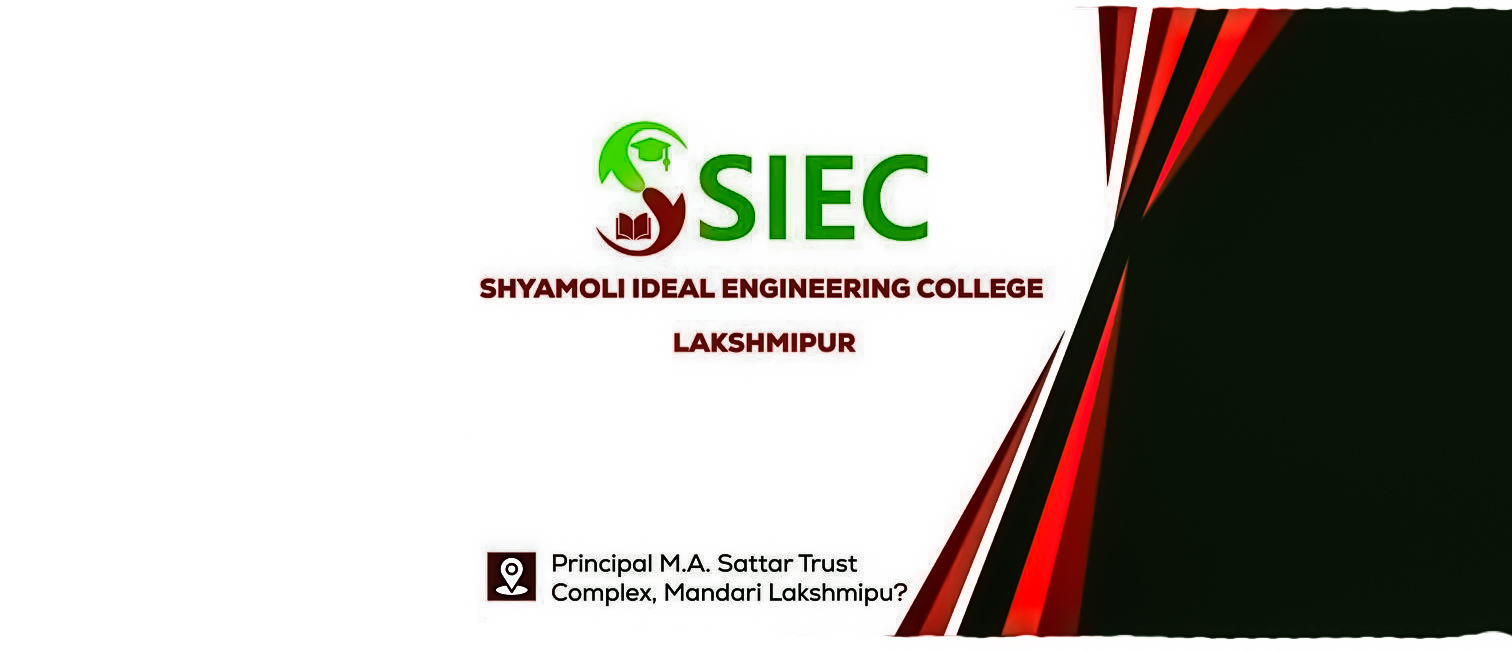 SIEC
SHYAMOLI IDEAL ENGINEERING COLLEGE
LAKSHMIPUR
Principal M.A. Sattar Trust
Complex, Mandari Lakshmipu?